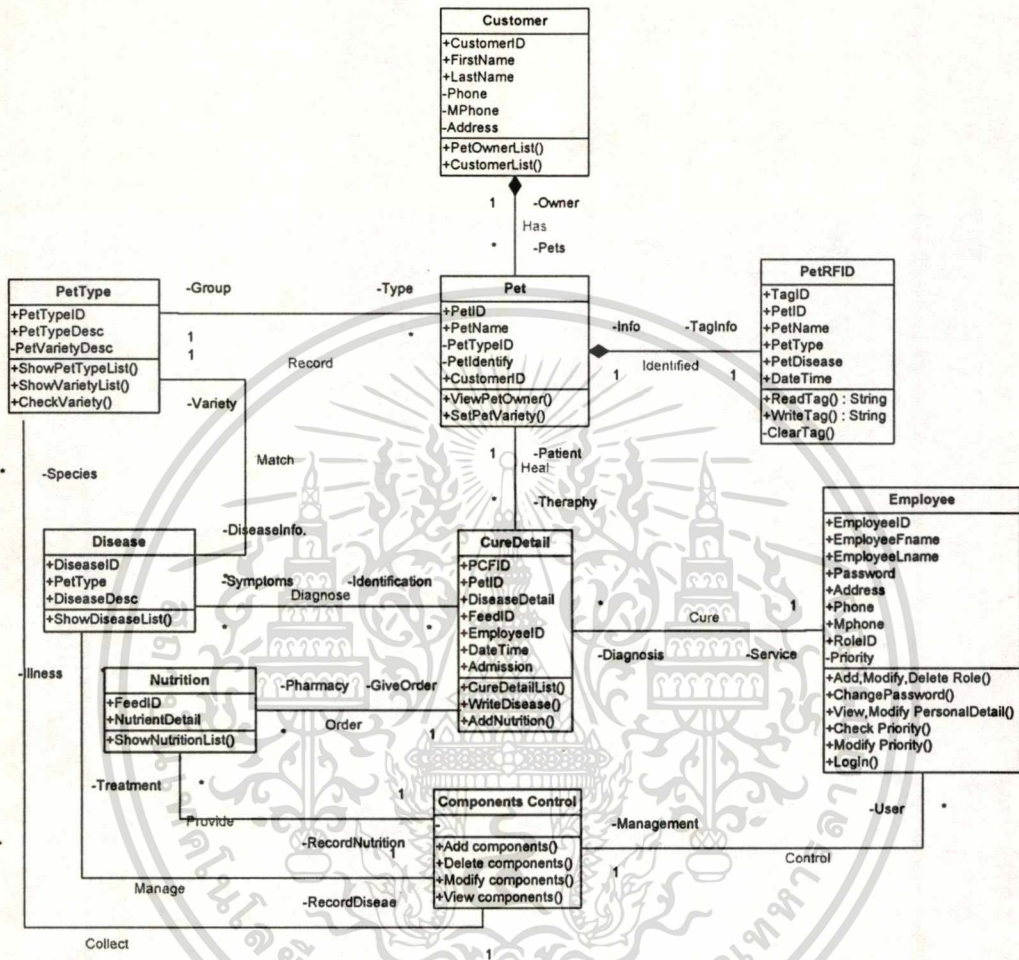 Customer
+CustomerID
+FirstName
+LastName
-Phone
-MPhone
-Address
+PetOwnerList()
+CustomerList()
1 -Owner
Has
* -Pets
PetType
+PetTypeID
+PetTypeDesc
-PetVarietyDesc
+ShowPetTypeList()
+ShowVarietyList()
+CheckVariety()
-Group -Type
1 *
1
Record
Pet
+PetID
+PetName
-PetTypeID
-PetIdentify
+CustomerID
+ViewPetOwner()
+SetPetVariety()
-Info -TagInfo
Identified
1 1
PetRFID
+TagID
+PetID
+PetName
+PetType
+PetDisease
+DateTime
+ReadTag() : String
+WriteTag() : String
-ClearTag()
-Variety
Match
-DiseaseInfo.
*
1 -Patient
Heal
* -Theraphy
* -Species
Disease
+DiseaseID
+PetType
+DiseaseDesc
+ShowDiseaseList()
-Symptoms -Identification
Diagnose
* *
CureDetail
+PCFID
+PetID
+DiseaseDetail
+FeedID
+EmployeeID
+DateTime
+Admission
+CureDetailList()
+WriteDisease()
+AddNutrition()
* 1
Cure
-Diagnosis -Service
Employee
+EmployeeID
+EmployeeFname
+EmployeeLname
+Password
+Address
+Phone
+Mphone
+RoleID
-Priority
+Add,Modify,Delete Role()
+ChangePassword()
+View,Modify PersonalDetail()
+Check Priority()
+Modify Priority()
+LogIn()
-Illness *
Nutrition
+FeedID
+NutrientDetail
+ShowNutritionList()
-Pharmacy -GiveOrder
Order
* 1
-Treatment *
Provide
1
-RecordNutrition
1
Components Control
-
+Add components()
+Delete components()
+Modify components()
+View components()
-Management
1
-User *
Control
*
Manage
-RecordDiseae
Collect
1